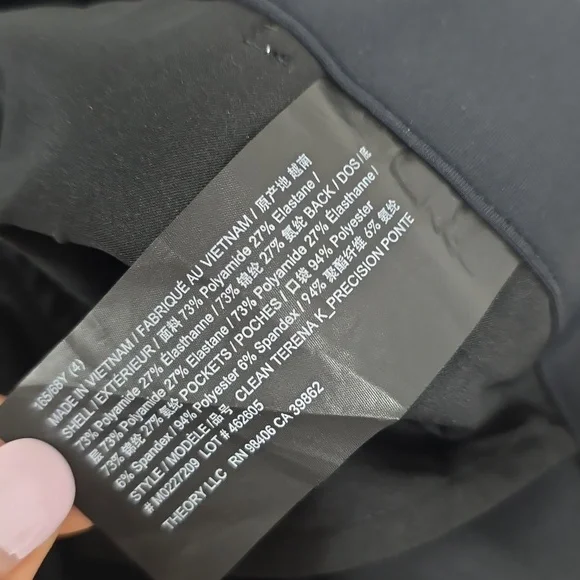 165/68Y (4)
MADE IN VIETNAM / FABRIQUÉ AU VIETNAM / 原产地 越南
SHELL / EXTÉRIEUR / 面料 73% Polyamide 27% Elastane /
73% Polyamide 27% Élasthanne / 73% 锦纶 27% 氨纶 BACK / DOS / 底
层 73% Polyamide 27% Elastane / 73% Polyamide 27% Élasthanne /
73% 锦纶 27% 氨纶 POCKETS / POCHES / 口袋 94% Polyester
6% Spandex / 94% Polyester 6% Spandex / 94% 聚酯纤维 6% 氨纶
STYLE / MODÈLE / 品号 CLEAN TERENA K_PRECISION PONTE
# M0227209 LOT # 462605
THEORY LLC RN 98406 CA 39862